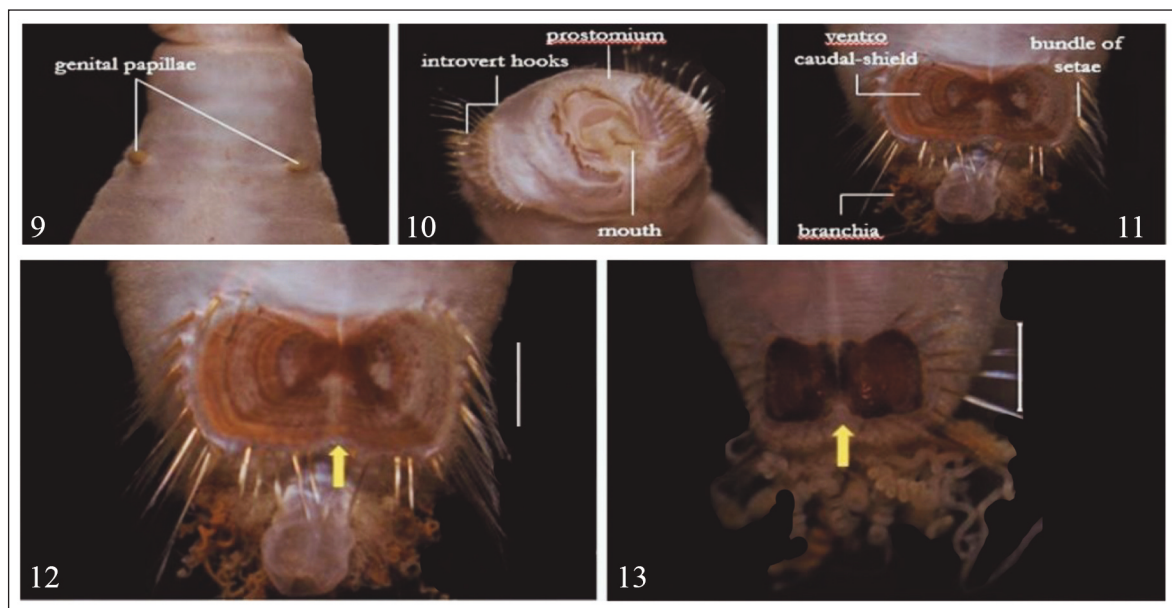 genital papillae
9
prostomium
introvert hooks
mouth
10
ventro
caudal-shield
bundle of
setae
branchia
11
12
13